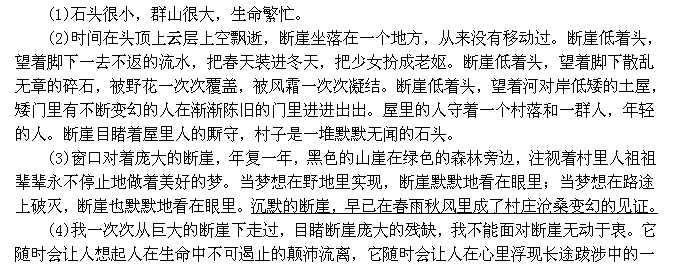 (1)石头很小，群山很大，生命繁忙。
(2)时间在头顶上云层上空飘逝，断崖坐落在一个地方，从来没有移动过。断崖低着头，
望着脚下一去不返的流水，把春天装进冬天，把少女扮成老妪。断崖低着头，望着脚下散乱
无章的碎石，被野花一次次覆盖，被风霜一次次凝结。断崖低着头，望着河对岸低矮的土屋，
矮门里有不断变幻的人在渐渐陈旧的门里进进出出。屋里的人守着一个村落和一群人，年轻
的人。断崖目睹着屋里人的厮守，村子是一堆默默无闻的石头。
(3)窗口对着庞大的断崖，年复一年，黑色的山崖在绿色的森林旁边，注视着村里人祖祖
辈辈永不停止地做着美好的梦。当梦想在野地里实现，断崖默默地看在眼里；当梦想在路途
上破灭，断崖也默默地看在眼里。沉默的断崖，早已在春雨秋风里成了村庄沧桑变幻的见证。
(4)我一次次从巨大的断崖下走过，目睹断崖庞大的残缺，我不能面对断崖无动于衷。它
随时会让人想起人在生命中不可遏止的颠沛流离，它随时会让人在心里浮现长途跋涉中的一